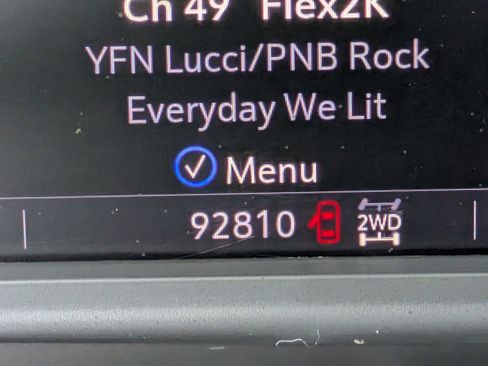 Ch 49 Flex2K
YFN Lucci/PNB Rock
Everyday We Lit
Menu
92810 2WD